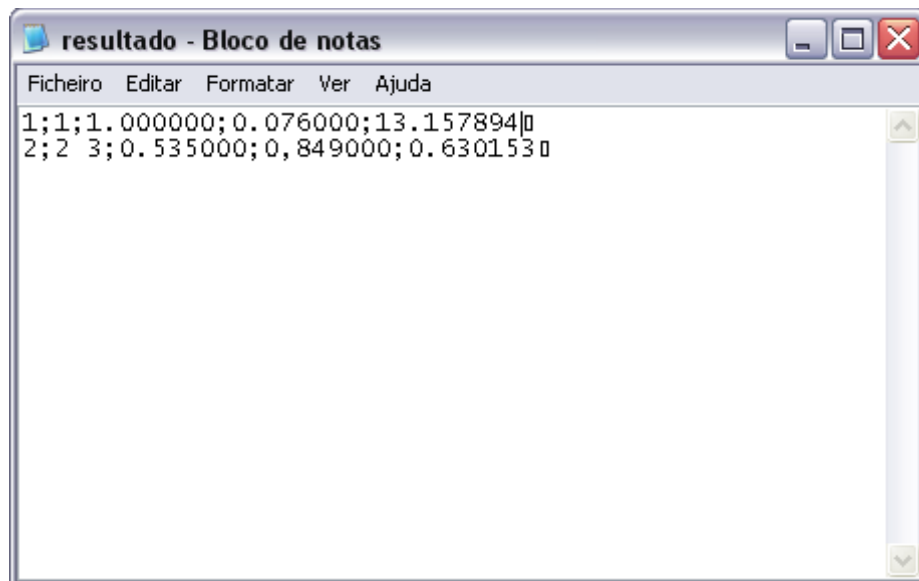 resultado - Bloco de notas
Ficheiro Editar Formatar Ver Ajuda
1;1;1.000000;0.076000;13.157894▯
2;2 3;0.535000;0,849000;0.630153▯